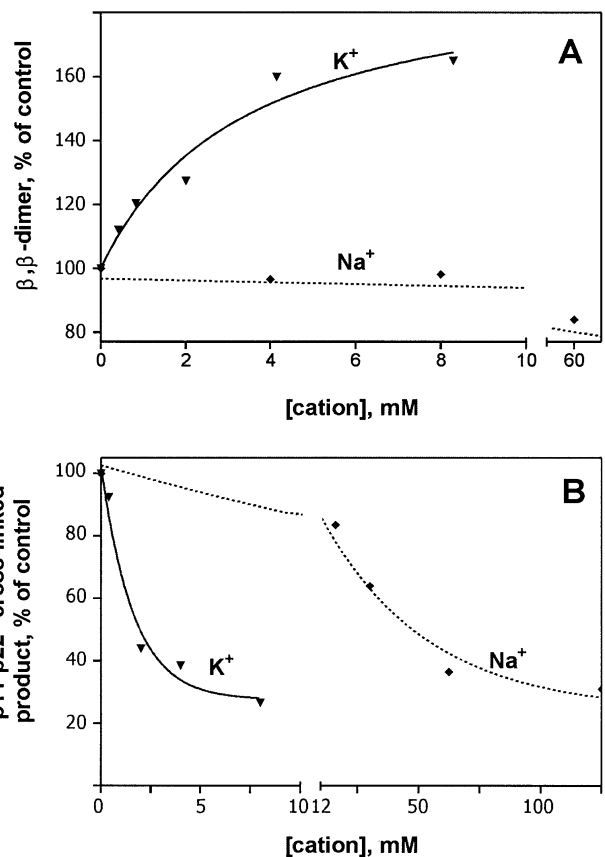 A
β,β-dimer, % of control
160
140
120
100
80
K+
Na+
0
2
4
6
8
10
60
[cation], mM
B
product, % of control
100
80
60
40
20
K+
Na+
0
5
10
12
50
100
[cation], mM